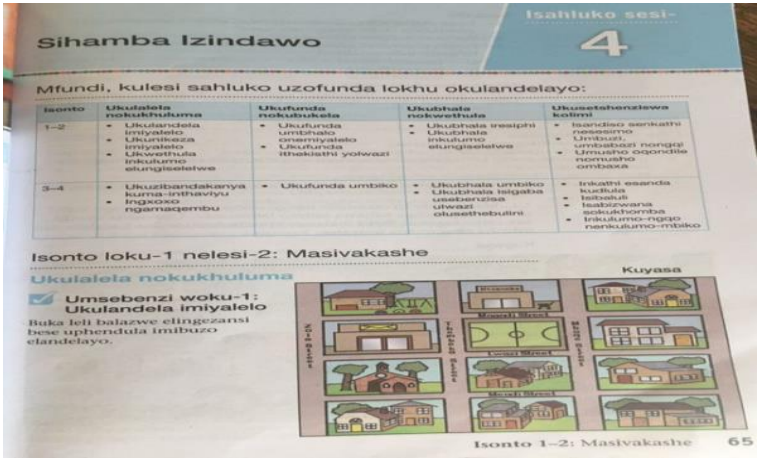 Isahluko sesi-
4
Sihamba Izindawo
Mfundi, kulesi sahluko uzofunda lokhu okulandelayo:
Isonto
Ukulalela nokukhuluma
Ukufunda nokubukela
Ukubhala nokwethula
Ukusetshenziswa kolimi
1–2
• Ukulandela
imiyalelo
• Ukunikeza
imiyalelo
• Ukwethula
inkulumo
elungiselelwe
• Ukufunda
umbhalo
onemiyalelo
• Ukufunda
ithekisthi yolwazi
• Ukubhala iresiphi
• Ukubhala
inkulumo
elungiselelwe
• Isandiso senkathi
nesesimo
• Umbuzi,
umbabazi nongqi
• Umusho oqondile
nomusho
ombaxa
3–4
• Ukuzibandakanya
kuma-inthaviyu
• Ingxoxo
ngamaqembu
• Ukufunda umbiko
• Ukubhala umbiko
• Ukubhala isigaba
usebenzisa
ulwazi
olusethebulini
• Inkathi esanda
kudlula
• Isibaluli
• Isabizwana
sokukhomba
• Inkulumo-ngqo
nenkulumo-mbiko
Isonto loku-1 nelesi-2: Masivakashe
Ukulalela nokukhuluma
Umsebenzi woku-1:
Ukulandela imiyalelo
Buka leli balazwe elingezansi
bese uphendula imibuzo
elandelayo.
Kuyasa
Lwazi Street
Street
Isonto 1–2: Masivakashe 65